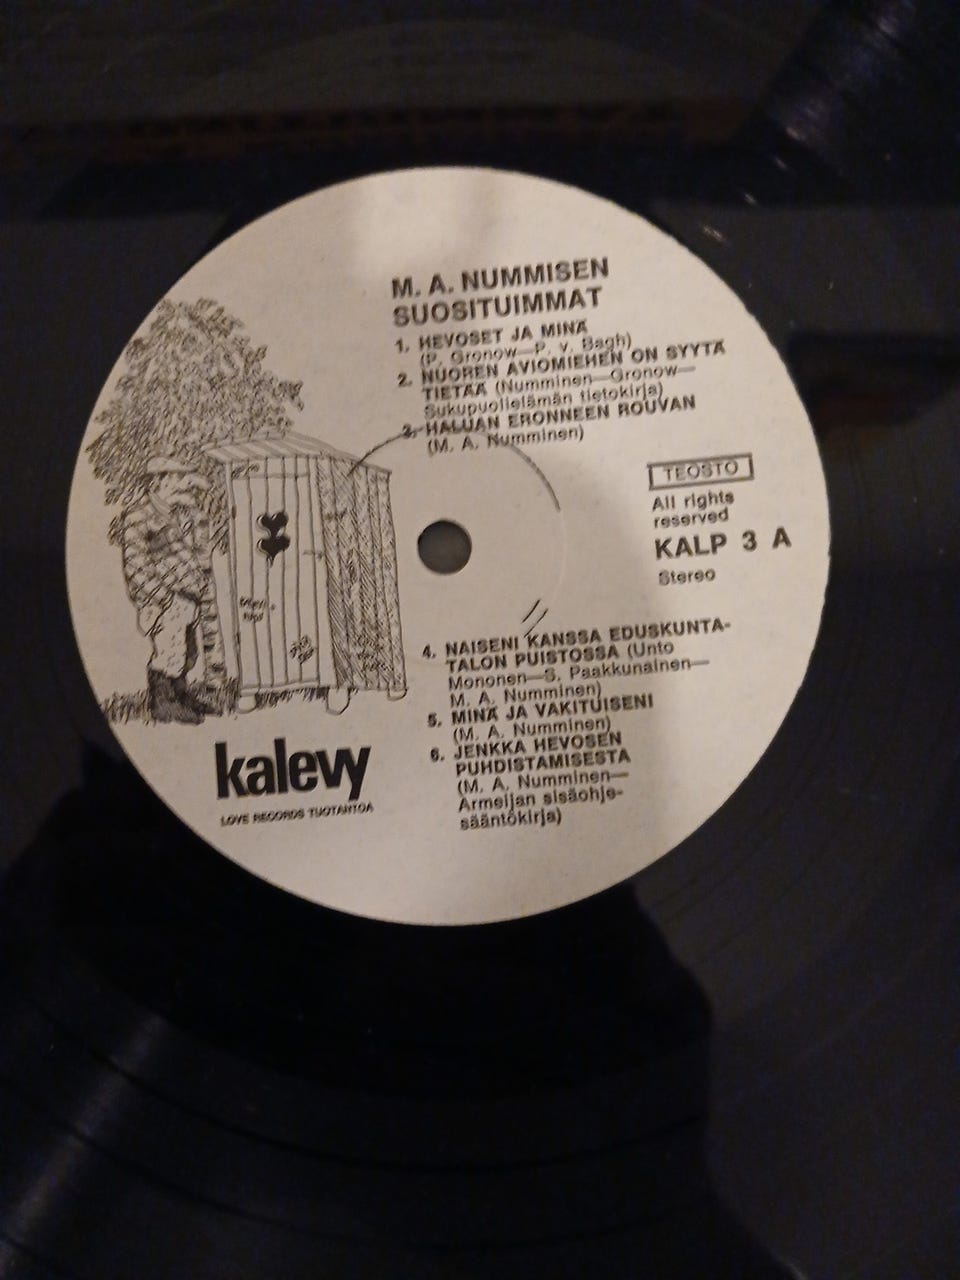 M. A. NUMMISEN
SUOSITUIMMAT
1. HEVOSET JA MINÄ
(P. Gronow—P. v. Bagh)
2. NUOREN AVIOMIEHEN ON SYYTÄ
TIETÄÄ (Numminen—Gronow—
Sukupuolielämän tietokirja)
3. HALUAN ERONNEEN ROUVAN
(M. A. Numminen)
TEOSTO
All rights
reserved
KALP 3 A
Stereo
4. NAISENI KANSSA EDUSKUNTA-
TALON PUISTOSSA (Unto
Mononen—S. Paakkunainen—
M. A. Numminen)
5. MINÄ JA VAKITUISENI
(M. A. Numminen)
6. JENKKA HEVOSEN
PUHDISTAMISESTA
(M. A. Numminen—
Armeijan sisäohje-
sääntökirja)
kalevy
LOVE RECORDS TUOTANTOA